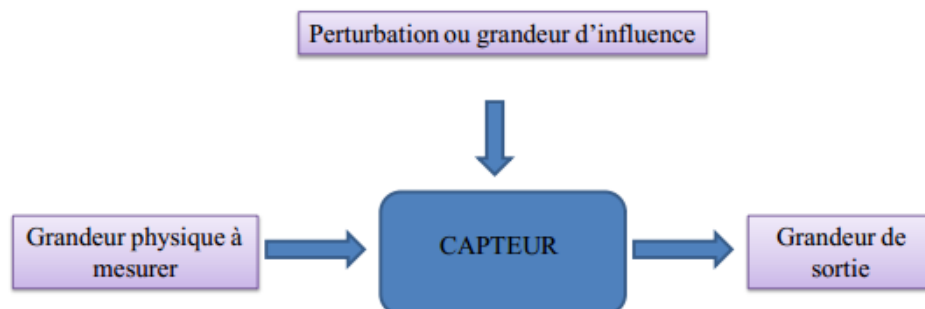 Perturbation ou grandeur d’influence
Grandeur physique à
mesurer
CAPTEUR
Grandeur de
sortie